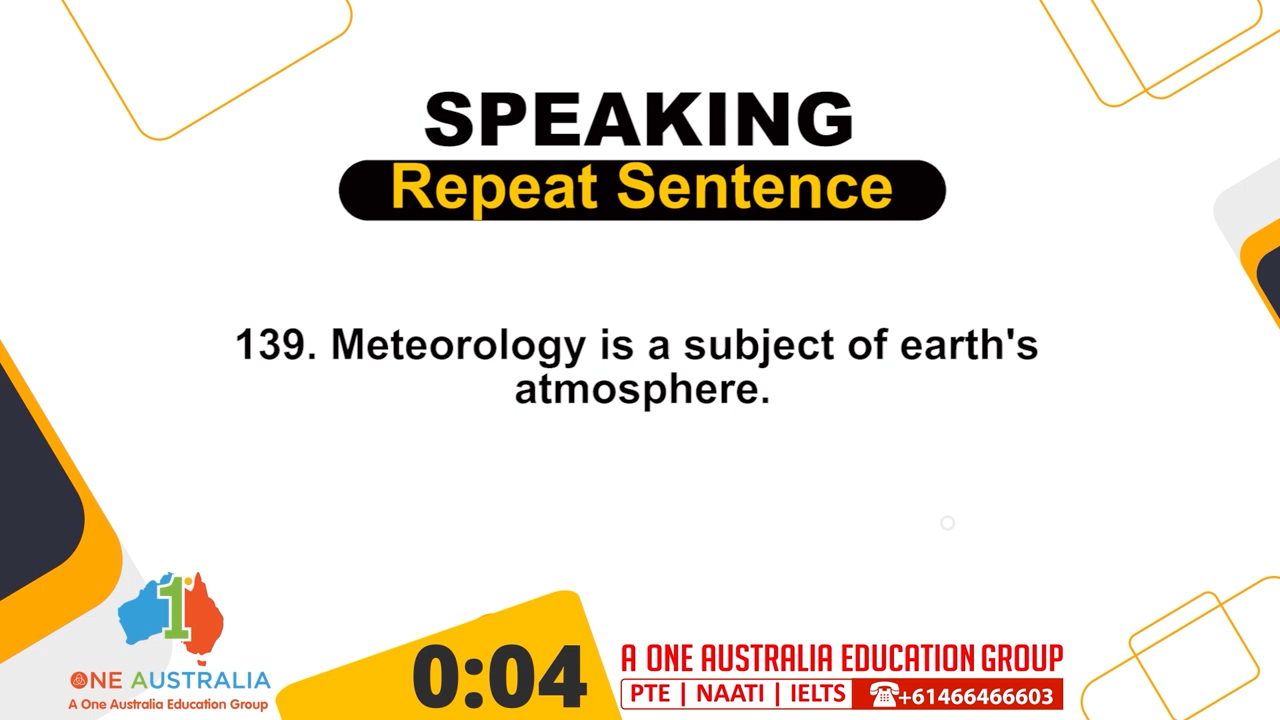 SPEAKING
Repeat Sentence
139. Meteorology is a subject of earth's
atmosphere.
1
ONE AUSTRALIA
A One Australia Education Group
0:04
A ONE AUSTRALIA EDUCATION GROUP
PTE | NAATI | IELTS ☎+61466466603